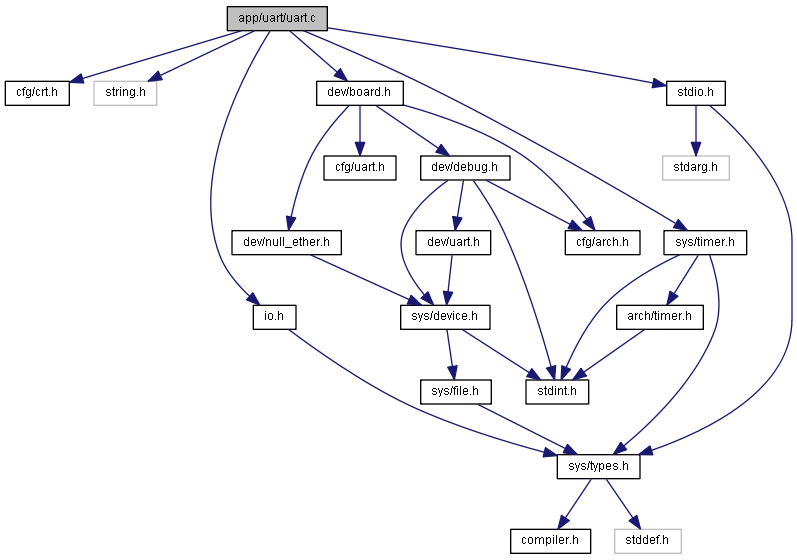 app/uart/uart.c
cfg/crt.h
string.h
dev/board.h
stdio.h
cfg/uart.h
dev/debug.h
stdarg.h
dev/null_ether.h
dev/uart.h
cfg/arch.h
sys/timer.h
io.h
sys/device.h
arch/timer.h
sys/file.h
stdint.h
sys/types.h
compiler.h
stddef.h